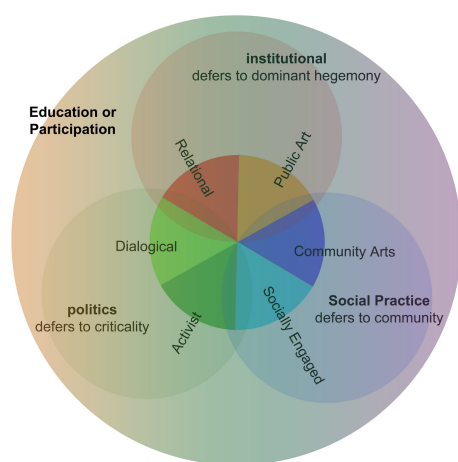 institutional
defers to dominant hegemony
Education or
Participation
Relational
Public Art
Dialogical
Community Arts
politics
defers to criticality
Social Practice
defers to community
Activist
Socially Engaged